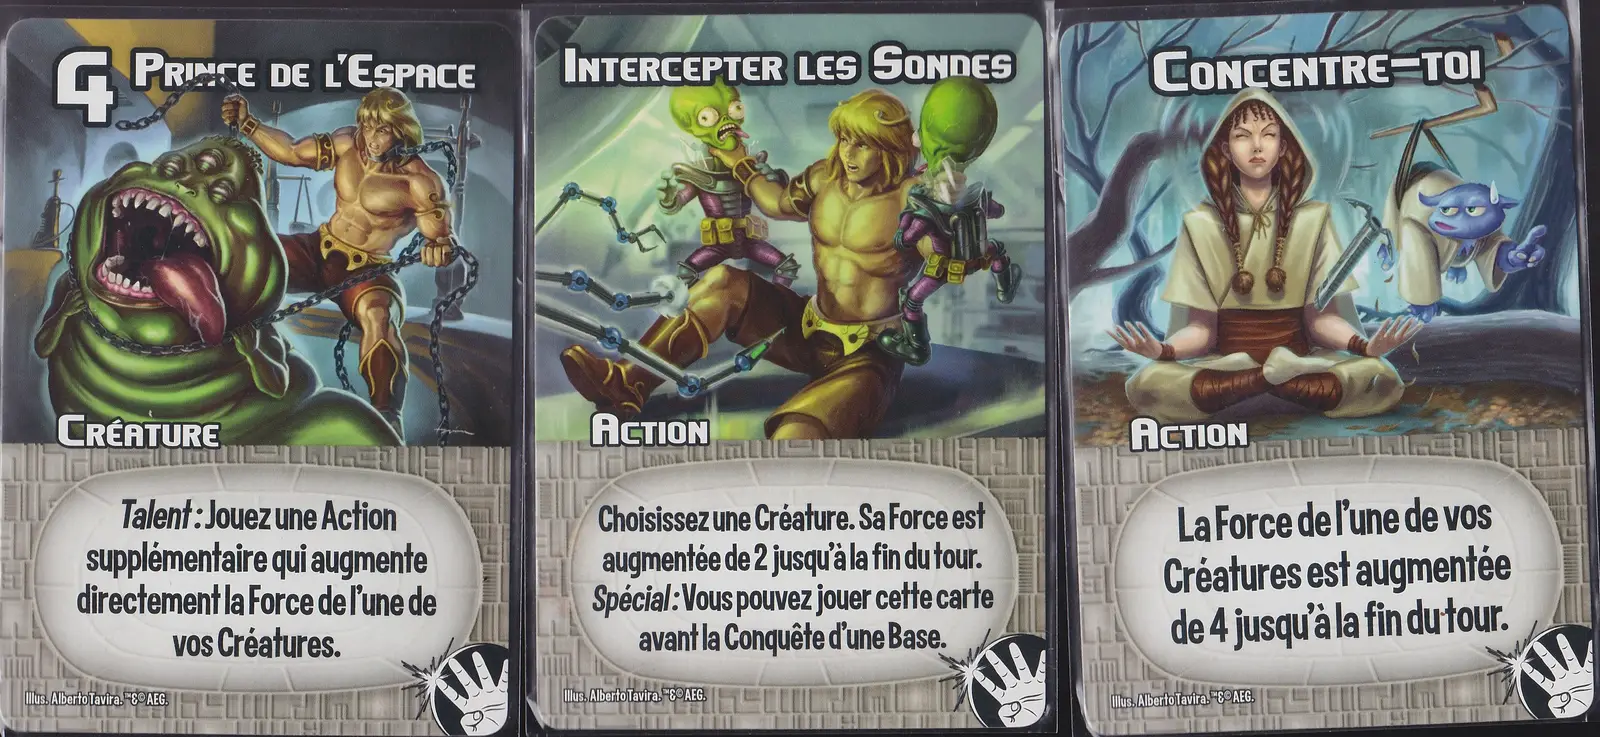 4 Prince de l'Espace
Créature
Talent : Jouez une Action
supplémentaire qui augmente
directement la Force de l'une de
vos Créatures.
Illus. Alberto Tavira. ™&© AEG.
Intercepter les Sondes
Action
Choisissez une Créature. Sa Force est
augmentée de 2 jusqu'à la fin du tour.
Spécial : Vous pouvez jouer cette carte
avant la Conquête d'une Base.
Illus. Alberto Tavira. ™&© AEG.
Concentre-toi
Action
La Force de l'une de vos
Créatures est augmentée
de 4 jusqu'à la fin du tour.
Illus. Alberto Tavira. ™&© AEG.